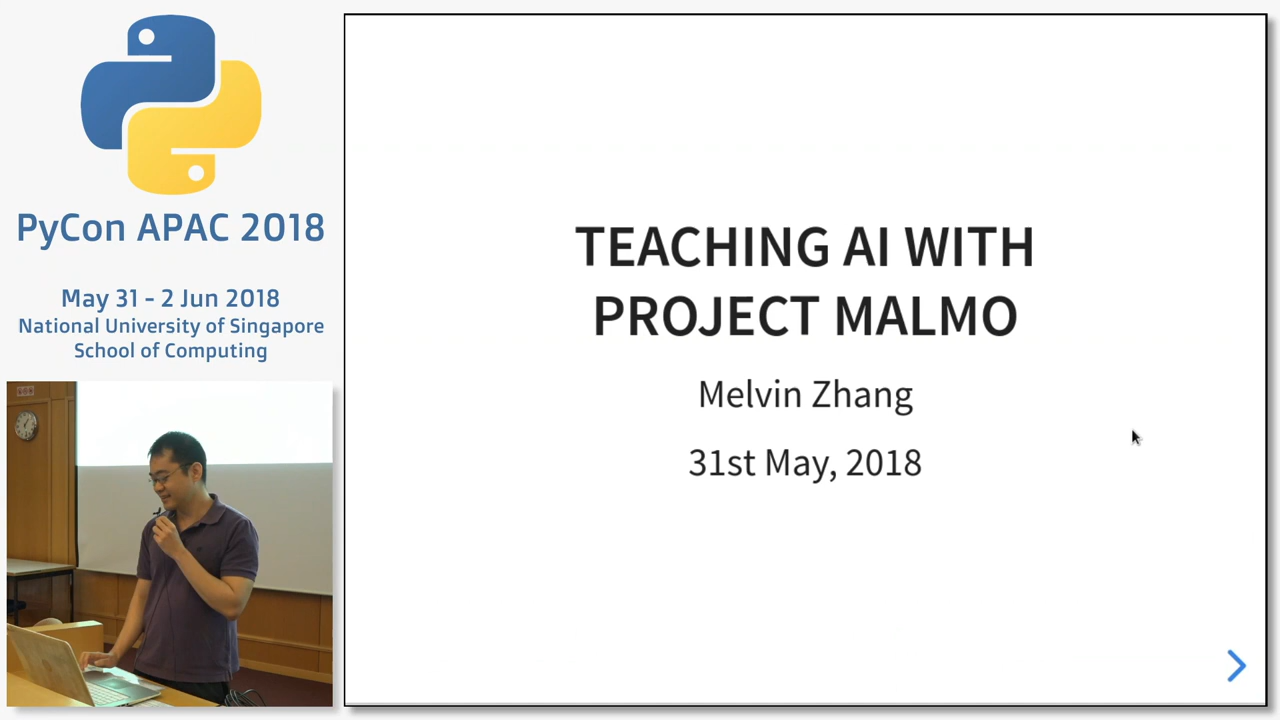 PyCon APAC 2018
May 31 - 2 Jun 2018
National University of Singapore
School of Computing
TEACHING AI WITH
PROJECT MALMO
Melvin Zhang
31st May, 2018